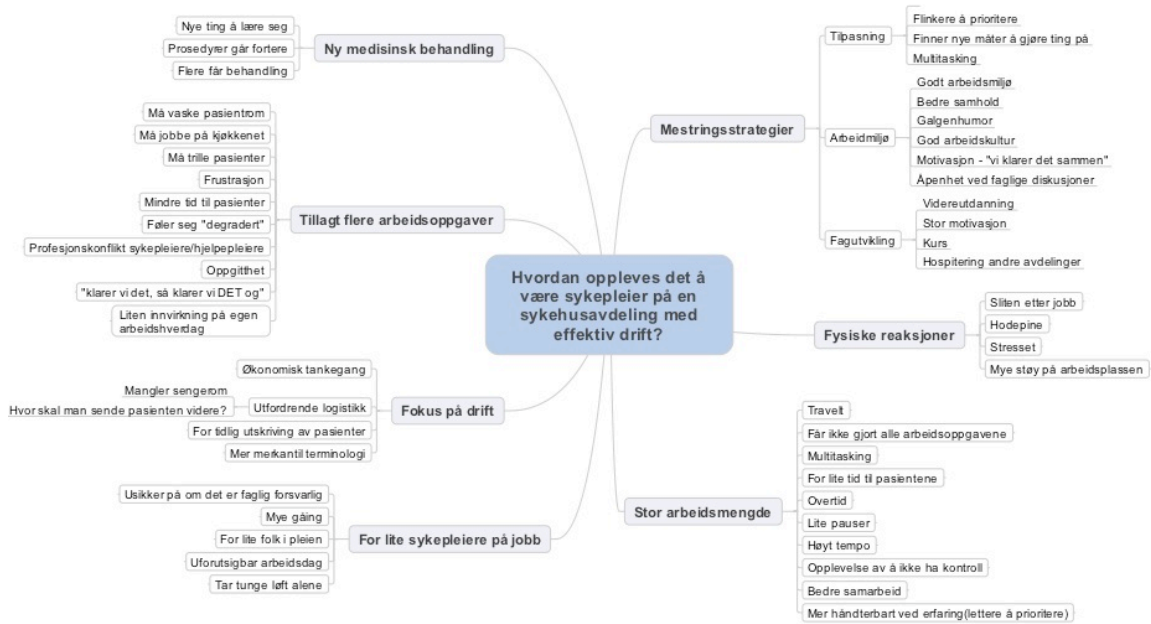 Hvordan oppleves det å
være sykepleier på en
sykehusavdeling med
effektiv drift?
Ny medisinsk behandling
Nye ting å lære seg
Prosedyrer går fortere
Flere får behandling
Tillagt flere arbeidsoppgaver
Må vaske pasientrom
Må jobbe på kjøkkenet
Må trille pasienter
Frustrasjon
Mindre tid til pasienter
Føler seg "degradert"
Profesjonskonflikt sykepleiere/hjelpepleiere
Oppgitthet
"klarer vi det, så klarer vi DET og"
Liten innvirkning på egen
arbeidshverdag
Fokus på drift
Økonomisk tankegang
Utfordrende logistikk
Mangler sengerom
Hvor skal man sende pasienten videre?
For tidlig utskriving av pasienter
Mer merkantil terminologi
For lite sykepleiere på jobb
Usikker på om det er faglig forsvarlig
Mye gåing
For lite folk i pleien
Uforutsigbar arbeidsdag
Tar tunge løft alene
Mestringsstrategier
Tilpasning
Flinkere å prioritere
Finner nye måter å gjøre ting på
Multitasking
Arbeidmiljø
Godt arbeidsmiljø
Bedre samhold
Galgenhumor
God arbeidskultur
Motivasjon - "vi klarer det sammen"
Åpenhet ved faglige diskusjoner
Fagutvikling
Videreutdanning
Stor motivasjon
Kurs
Hospitering andre avdelinger
Fysiske reaksjoner
Sliten etter jobb
Hodepine
Stresset
Mye støy på arbeidsplassen
Stor arbeidsmengde
Travelt
Får ikke gjort alle arbeidsoppgavene
Multitasking
For lite tid til pasientene
Overtid
Lite pauser
Høyt tempo
Opplevelse av å ikke ha kontroll
Bedre samarbeid
Mer håndterbart ved erfaring(lettere å prioritere)